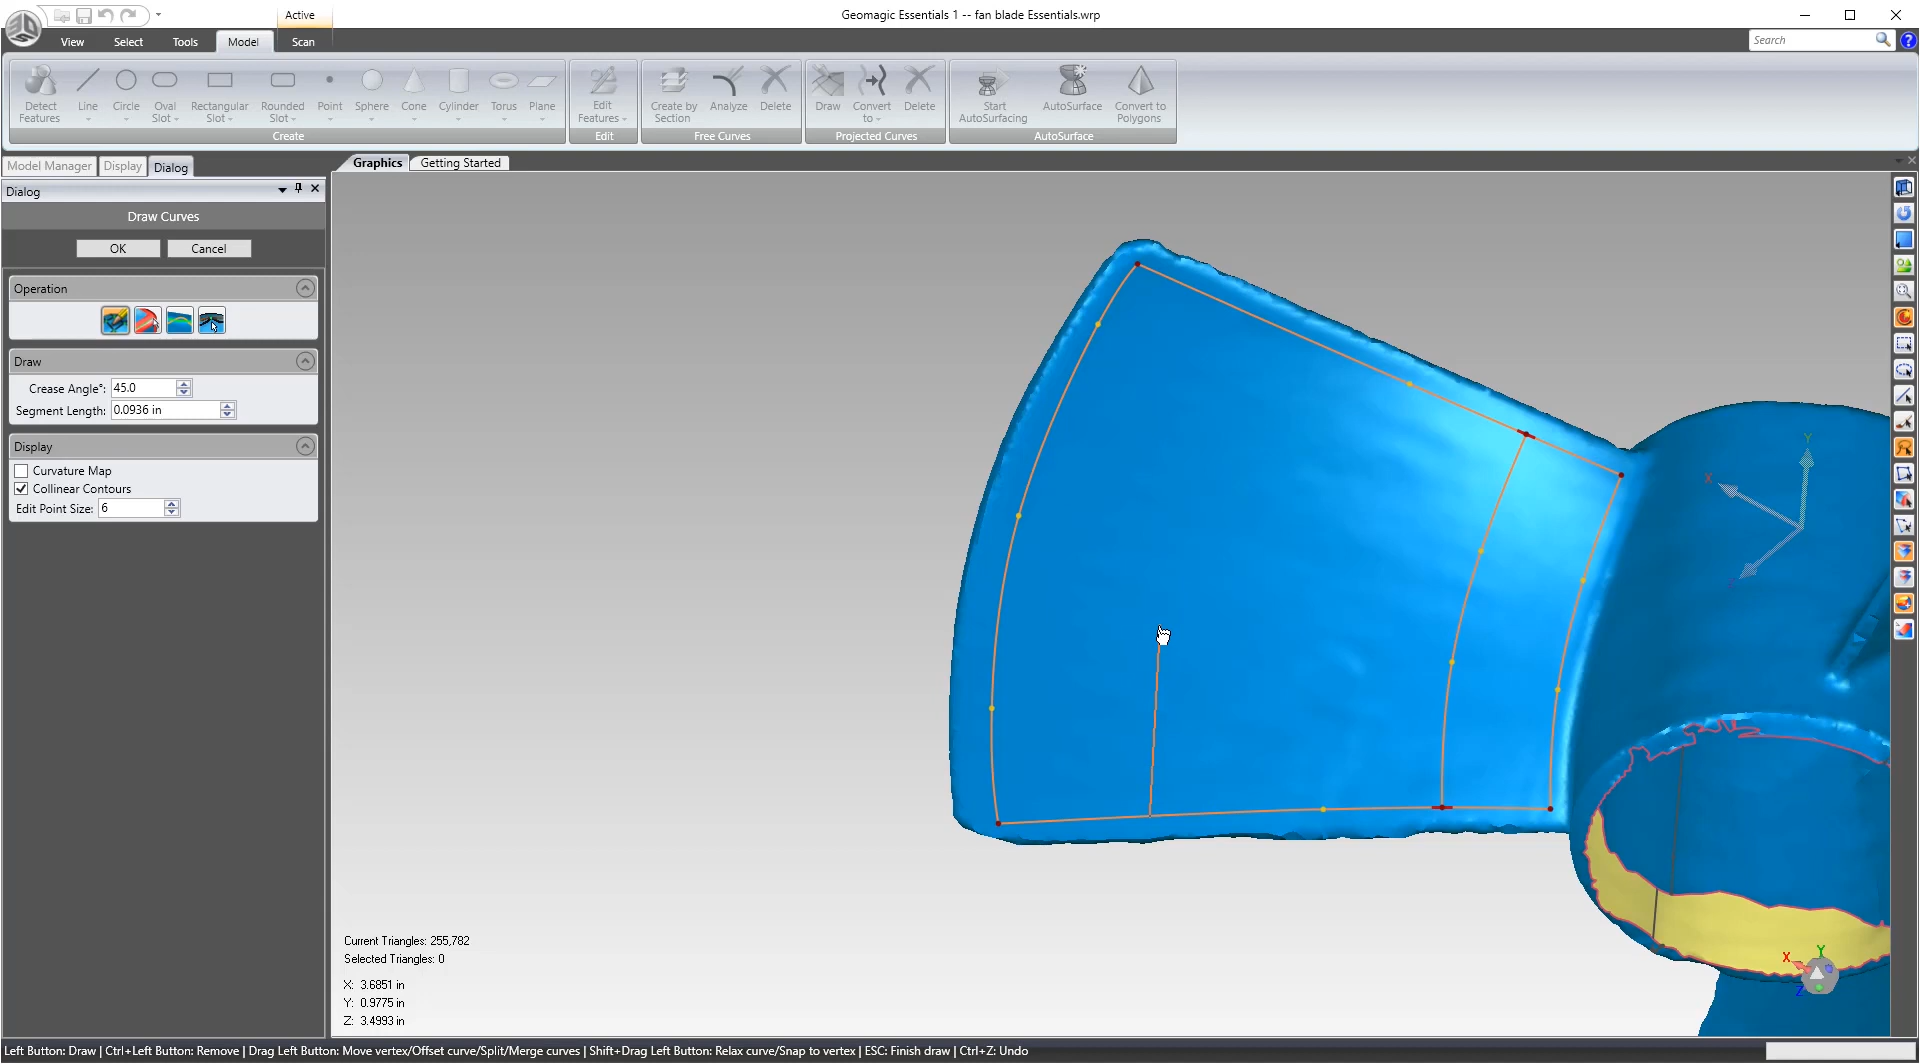 Active
Geomagic Essentials 1 -- fan blade Essentials.wrp
View Select Tools Model Scan
Search
Detect Features
Line
Circle
Oval Slot
Rectangular Slot
Rounded Slot
Point
Sphere
Cone
Cylinder
Torus
Plane
Create
Edit Features
Edit
Create by Section
Analyze
Delete
Free Curves
Draw
Convert to
Delete
Projected Curves
Start AutoSurfacing
AutoSurface
Convert to Polygons
AutoSurface
Model Manager Display Dialog
Graphics Getting Started
Dialog
Draw Curves
OK Cancel
Operation
Draw
Crease Angle°: 45.0
Segment Length: 0.0936 in
Display
Curvature Map
Collinear Contours
Edit Point Size: 6
Y
X
X Y
Z
Current Triangles: 255,782
Selected Triangles: 0
X: 3.6851 in
Y: 0.9775 in
Z: 3.4993 in
Left Button: Draw | Ctrl+Left Button: Remove | Drag Left Button: Move vertex/Offset curve/Split/Merge curves | Shift+Drag Left Button: Relax curve/Snap to vertex | ESC: Finish draw | Ctrl+Z: Undo